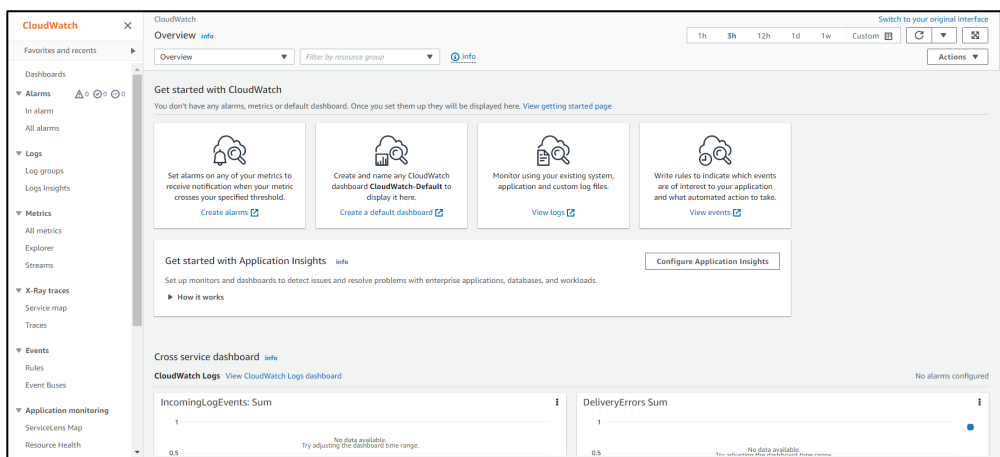 CloudWatch
Favorites and recents
Dashboards
Alarms 0 0 0
In alarm
All alarms
Logs
Log groups
Logs Insights
Metrics
All metrics
Explorer
Streams
X-Ray traces
Service map
Traces
Events
Rules
Event Buses
Application monitoring
ServiceLens Map
Resource Health
CloudWatch
Switch to your original interface
Overview info
1h 3h 12h 1d 1w Custom
Overview
Filter by resource group
info
Actions
Get started with CloudWatch
You don't have any alarms, metrics or default dashboard. Once you set them up they will be displayed here. View getting started page
Set alarms on any of your metrics to
receive notification when your metric
crosses your specified threshold.
Create alarms
Create and name any CloudWatch
dashboard CloudWatch-Default to
display it here.
Create a default dashboard
Monitor using your existing system,
application and custom log files.
View logs
Write rules to indicate which events
are of interest to your application
and what automated action to take.
View events
Get started with Application Insights info
Configure Application Insights
Set up monitors and dashboards to detect issues and resolve problems with enterprise applications, databases, and workloads.
How it works
Cross service dashboard info
CloudWatch Logs View CloudWatch Logs dashboard
No alarms configured
IncomingLogEvents: Sum
1
No data available.
Try adjusting the dashboard time range.
0.5
DeliveryErrors Sum
1
No data available.
Try adjusting the dashboard time range.
0.5